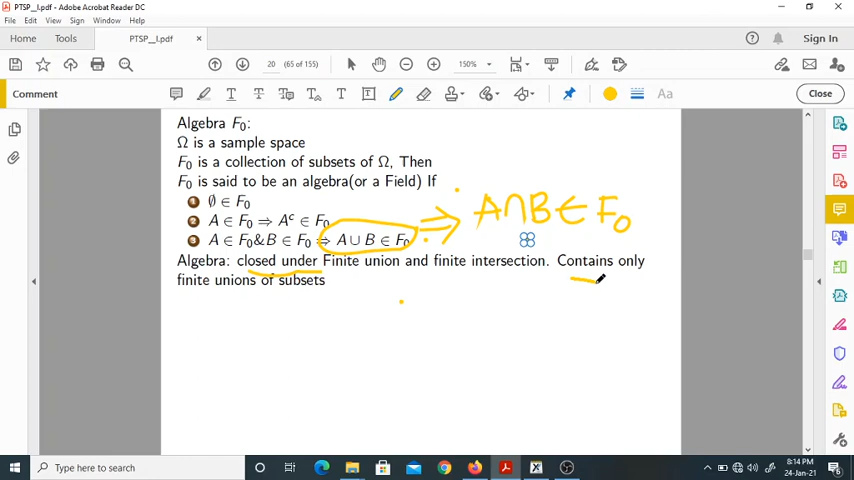 PTSP__I.pdf - Adobe Acrobat Reader DC
File Edit View Sign Window Help
Home Tools PTSP__I.pdf × Sign In
20 (65 of 155) 150%
Comment Close
Algebra F₀:
Ω is a sample space
F₀ is a collection of subsets of Ω, Then
F₀ is said to be an algebra(or a Field) If
1 ∅ ∈ F₀
2 A ∈ F₀ ⇒ Aᶜ ∈ F₀
3 A ∈ F₀&B ∈ F₀ ⇒ A ∪ B ∈ F₀ ⇒ A∩B ∈ F₀
Algebra: closed under Finite union and finite intersection. Contains only
finite unions of subsets
Type here to search
8:14 PM
24-Jan-21